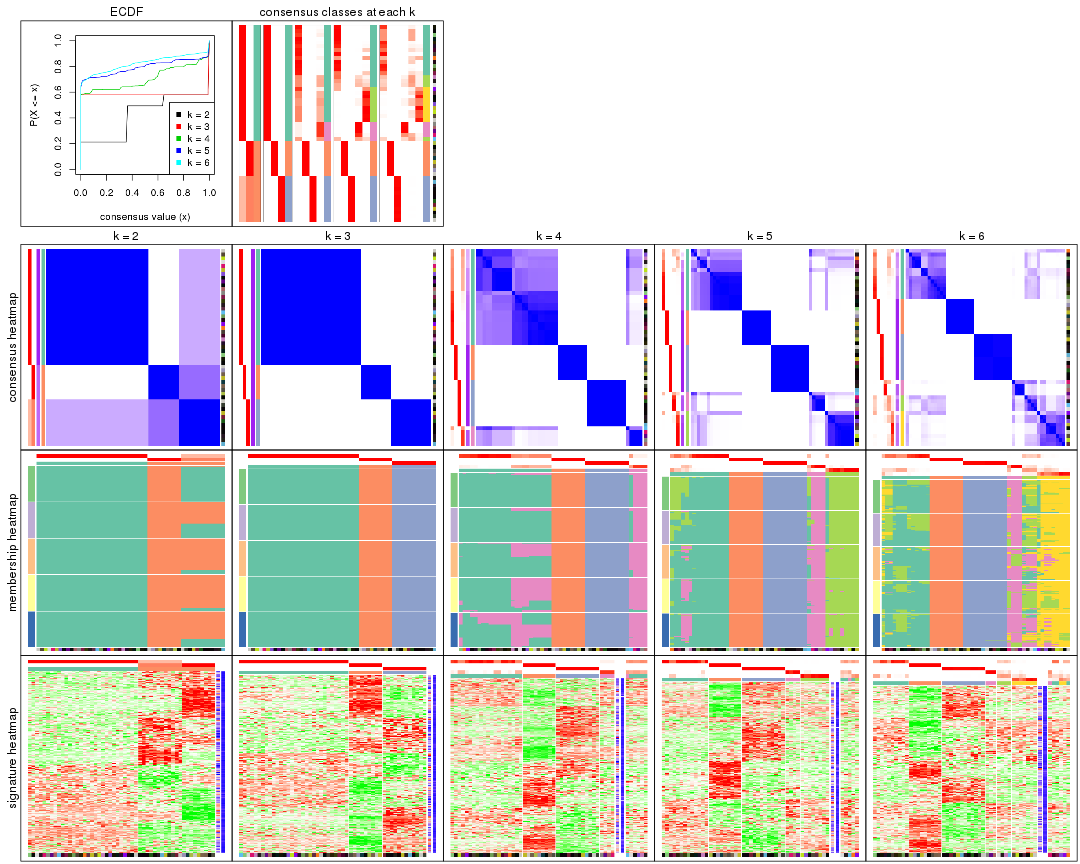 ECDF
consensus classes at each k
P(X <= x)
0.0 0.2 0.4 0.6 0.8 1.0
k = 2
k = 3
k = 4
k = 5
k = 6
0.0 0.2 0.4 0.6 0.8 1.0
consensus value (x)
k = 2
k = 3
k = 4
k = 5
k = 6
consensus heatmap
membership heatmap
signature heatmap